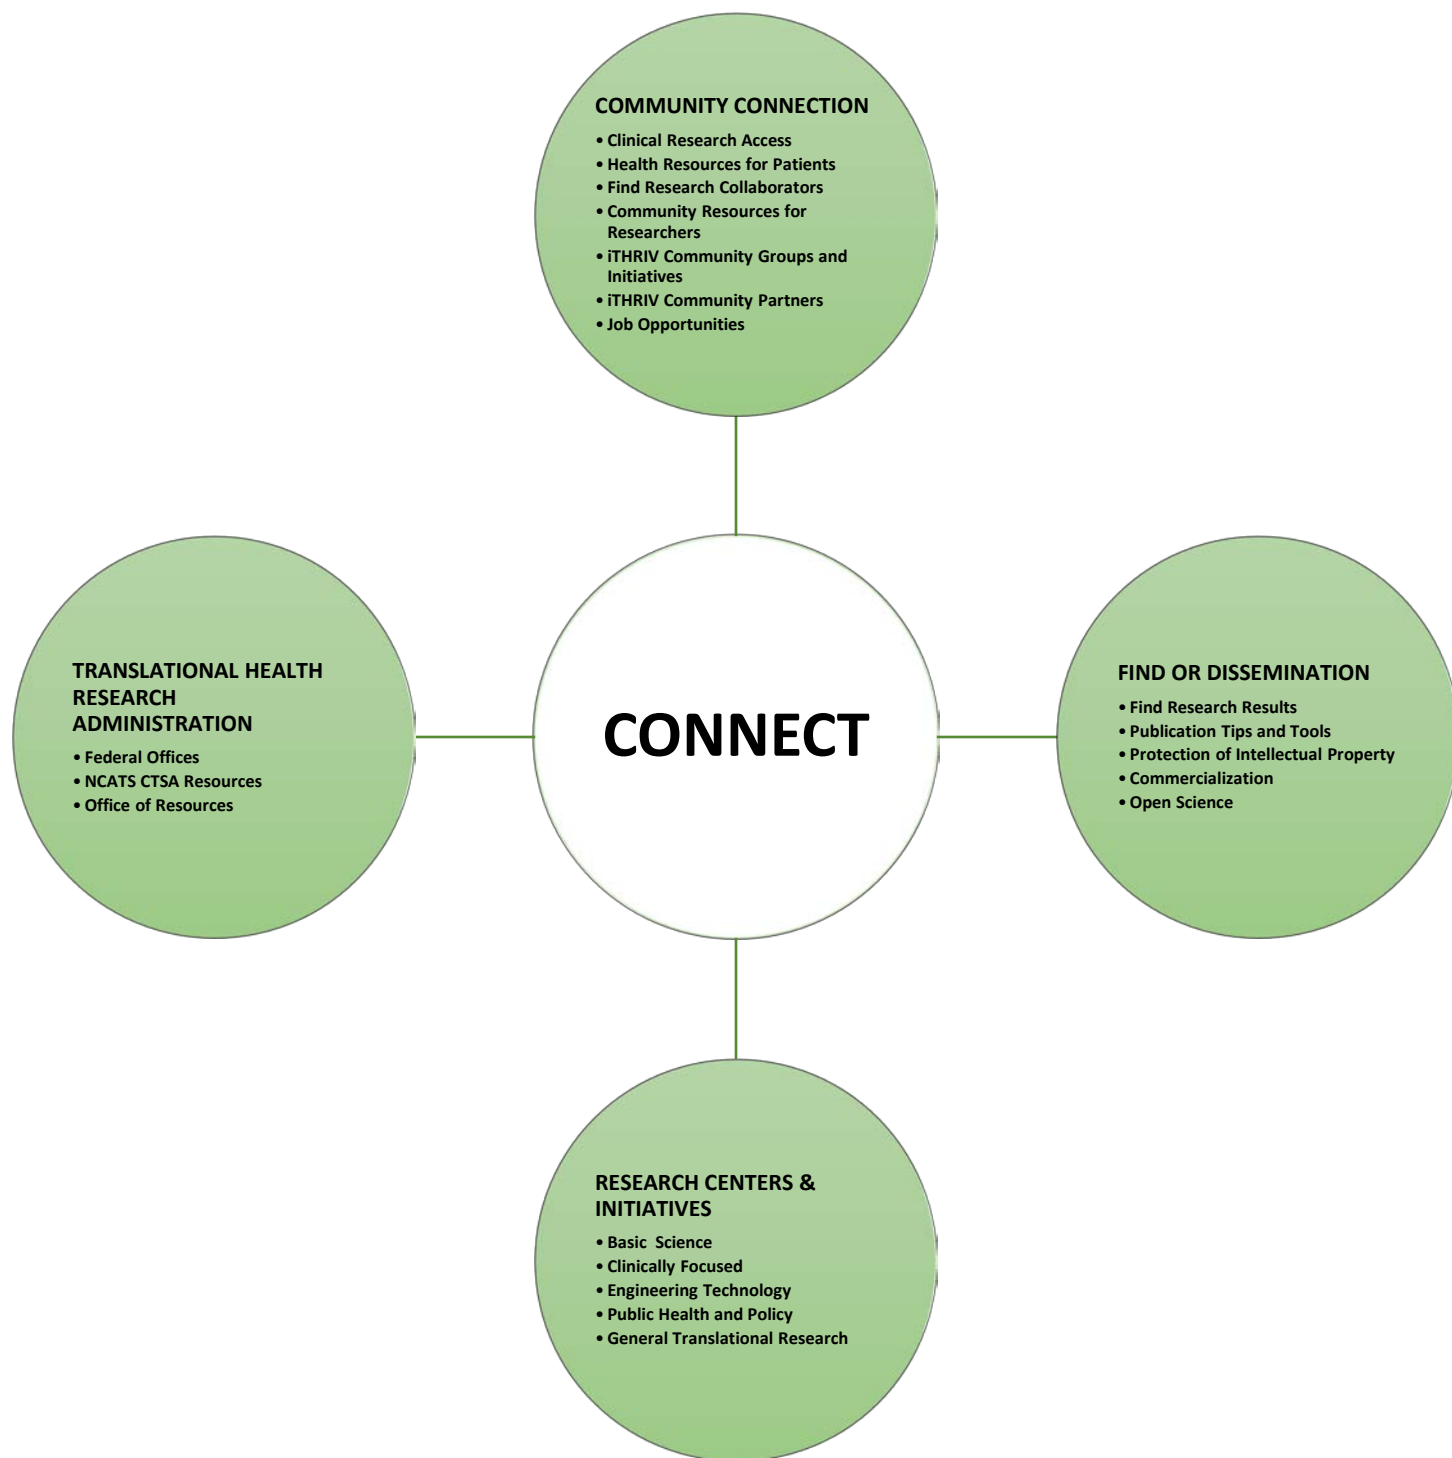 COMMUNITY CONNECTION
• Clinical Research Access
• Health Resources for Patients
• Find Research Collaborators
• Community Resources for
Researchers
• iTHRIV Community Groups and
Initiatives
• iTHRIV Community Partners
• Job Opportunities
TRANSLATIONAL HEALTH
RESEARCH
ADMINISTRATION
• Federal Offices
• NCATS CTSA Resources
• Office of Resources
CONNECT
FIND OR DISSEMINATION
• Find Research Results
• Publication Tips and Tools
• Protection of Intellectual Property
• Commercialization
• Open Science
RESEARCH CENTERS &
INITIATIVES
• Basic Science
• Clinically Focused
• Engineering Technology
• Public Health and Policy
• General Translational Research